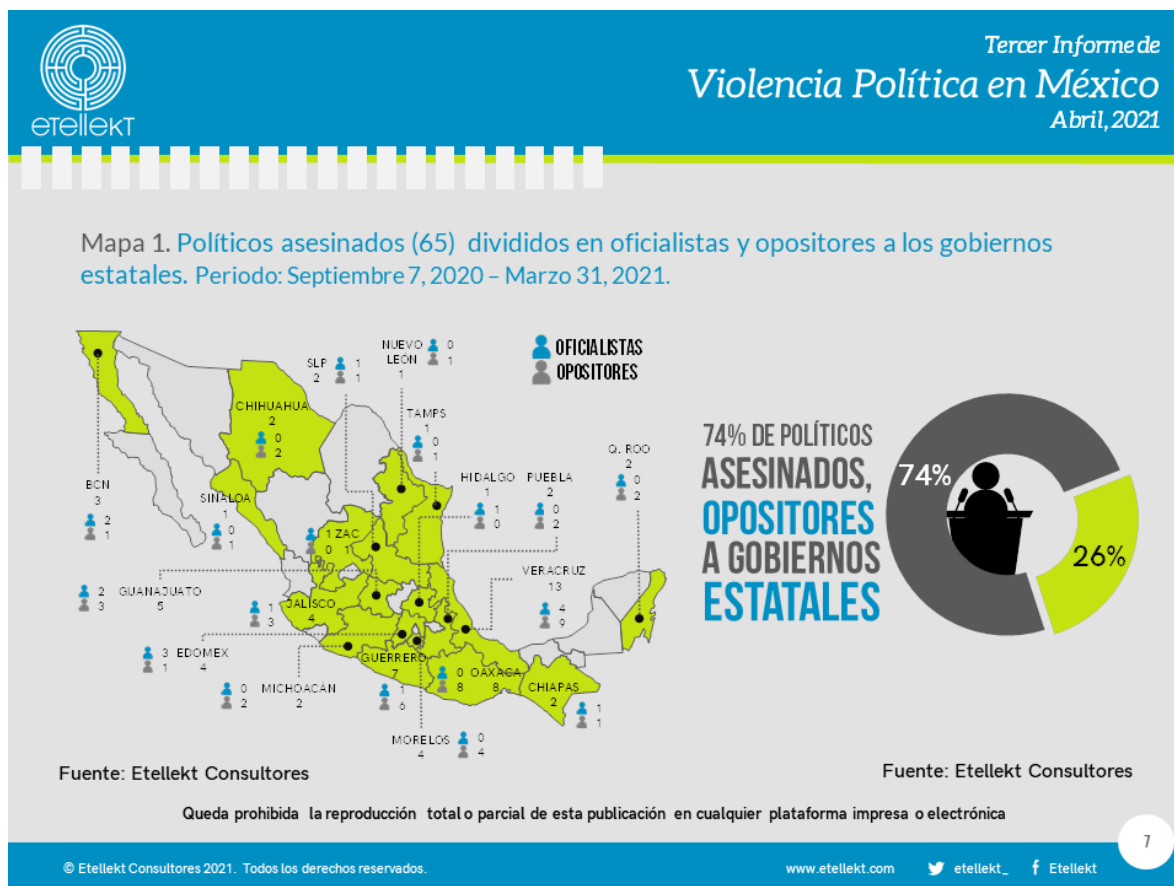 etellekt
Tercer Informe de
Violencia Política en México
Abril, 2021
Mapa 1. Políticos asesinados (65) divididos en oficialistas y opositores a los gobiernos
estatales. Periodo: Septiembre 7, 2020 – Marzo 31, 2021.
OFICIALISTAS
OPOSITORES
NUEVO
LEÓN
1
0
1
SLP
2
1
1
CHIHUAHUA
2
0
2
TAMPS
1
0
1
Q. ROO
2
0
2
BCN
3
2
1
SINALOA
1
0
1
HIDALGO
1
1
0
PUEBLA
2
0
2
ZAC
1
1
0
VERACRUZ
13
4
9
GUANAJUATO
5
2
3
JALISCO
4
1
3
EDOMEX
4
3
1
MICHOACÁN
2
0
2
GUERRERO
7
1
6
OAXACA
8
0
8
CHIAPAS
2
1
1
MORELOS
4
0
4
74% DE POLÍTICOS
ASESINADOS,
OPOSITORES
A GOBIERNOS
ESTATALES
74%
26%
Fuente: Etellekt Consultores
Fuente: Etellekt Consultores
Queda prohibida la reproducción total o parcial de esta publicación en cualquier plataforma impresa o electrónica
7
© Etellekt Consultores 2021. Todos los derechos reservados.
www.etellekt.com
etellekt_
Etellekt